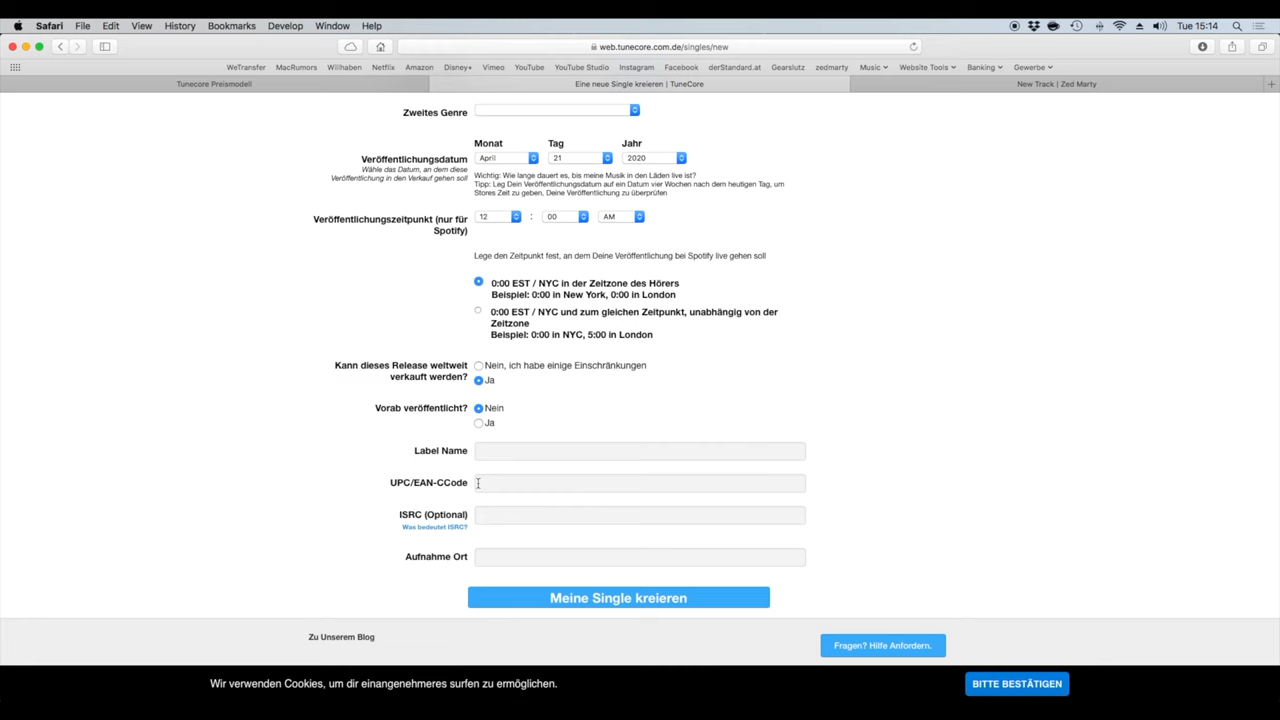 Safari File Edit View History Bookmarks Develop Window Help Tue 15:14
web.tunecore.com.de/singles/new
WeTransfer MacRumors Willhaben Netflix Amazon Disney+ Vimeo YouTube YouTube Studio Instagram Facebook derStandard.at Gearslutz zedmarty Music Website Tools Banking Gewerbe
Tunecore Preismodell Eine neue Single kreieren | TuneCore New Track | Zed Marty
Zweites Genre
Monat Tag Jahr
Veröffentlichungsdatum April 21 2020
Wähle das Datum, an dem diese
Veröffentlichung in den Verkauf gehen soll
Wichtig: Wie lange dauert es, bis meine Musik in den Läden live ist?
Tipp: Leg Dein Veröffentlichungsdatum auf ein Datum vier Wochen nach dem heutigen Tag, um
Stores Zeit zu geben, Deine Veröffentlichung zu überprüfen
Veröffentlichungszeitpunkt (nur für
Spotify)
12 : 00 AM
Lege den Zeitpunkt fest, an dem Deine Veröffentlichung bei Spotify live gehen soll
0:00 EST / NYC in der Zeitzone des Hörers
Beispiel: 0:00 in New York, 0:00 in London
0:00 EST / NYC und zum gleichen Zeitpunkt, unabhängig von der
Zeitzone
Beispiel: 0:00 in NYC, 5:00 in London
Kann dieses Release weltweit
verkauft werden?
Nein, ich habe einige Einschränkungen
Ja
Vorab veröffentlicht? Nein
Ja
Label Name
UPC/EAN-CCode
ISRC (Optional)
Was bedeutet ISRC?
Aufnahme Ort
Meine Single kreieren
Zu Unserem Blog
Fragen? Hilfe Anfordern.
Wir verwenden Cookies, um dir einangenehmeres surfen zu ermöglichen.
BITTE BESTÄTIGEN